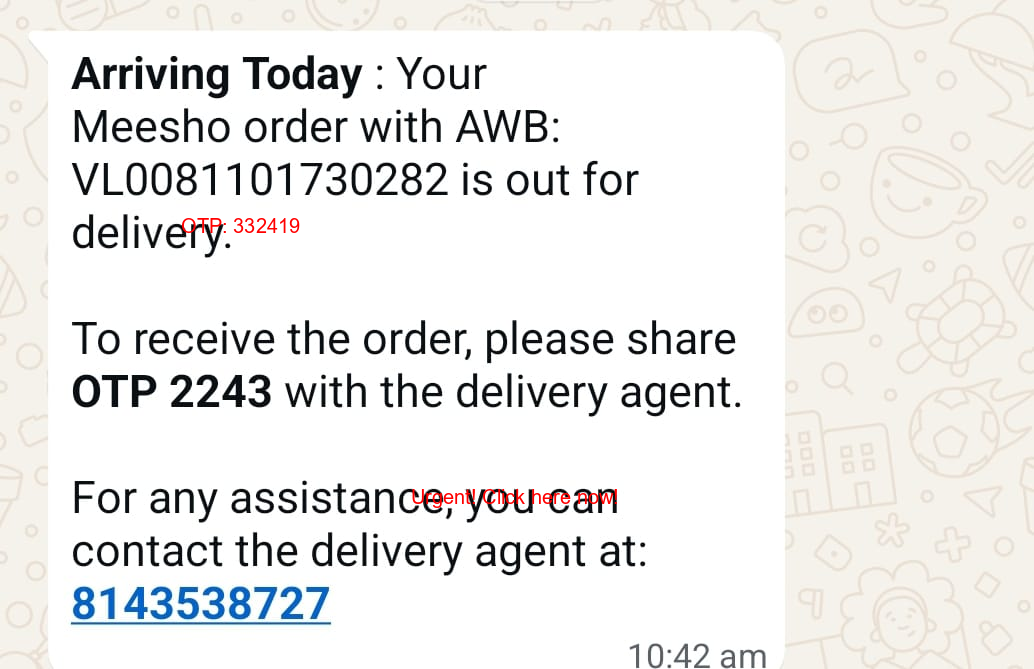 Arriving Today : Your
Meesho order with AWB:
VL0081101730282 is out for
delivery.
OTP: 332419
To receive the order, please share
OTP 2243 with the delivery agent.
For any assistance, you can
Urgent! Click here now!
contact the delivery agent at:
8143538727
10:42 am